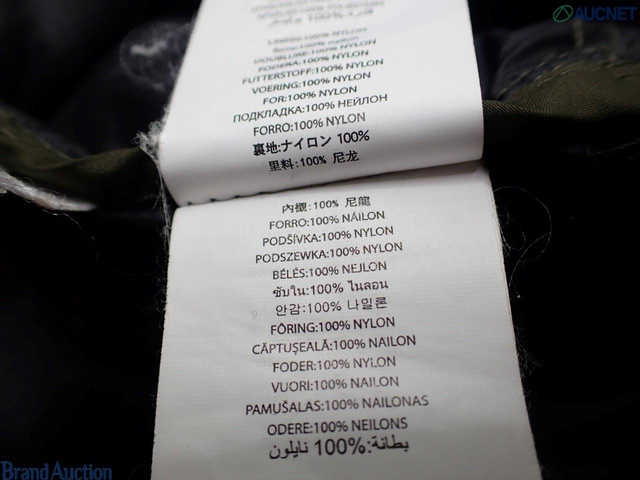 AUCNET
LINING:100% NYLON
DOUBLURE:100% NYLON
FODERA:100% NYLON
FUTTERSTOFF:100% NYLON
VOERING:100% NYLON
FOR:100% NYLON
ПОДКЛАДКА:100% НЕЙЛОН
FORRO:100% NYLON
裏地:ナイロン 100%
里料:100% 尼龙
內襯:100% 尼龍
FORRO:100% NÁILON
PODŠÍVKA:100% NYLON
PODSZEWKA:100% NYLON
BÉLÉS:100% NEJLON
ซับใน:100% ไนลอน
안감:100% 나일론
FÔRING:100% NYLON
CĂPTUŞEALĂ:100% NAILON
FODER:100% NYLON
VUORI:100% NAILON
PAMUŠALAS:100% NAILONAS
ODERE:100% NEILONS
بطانة:100% نايلون
Brand Auction